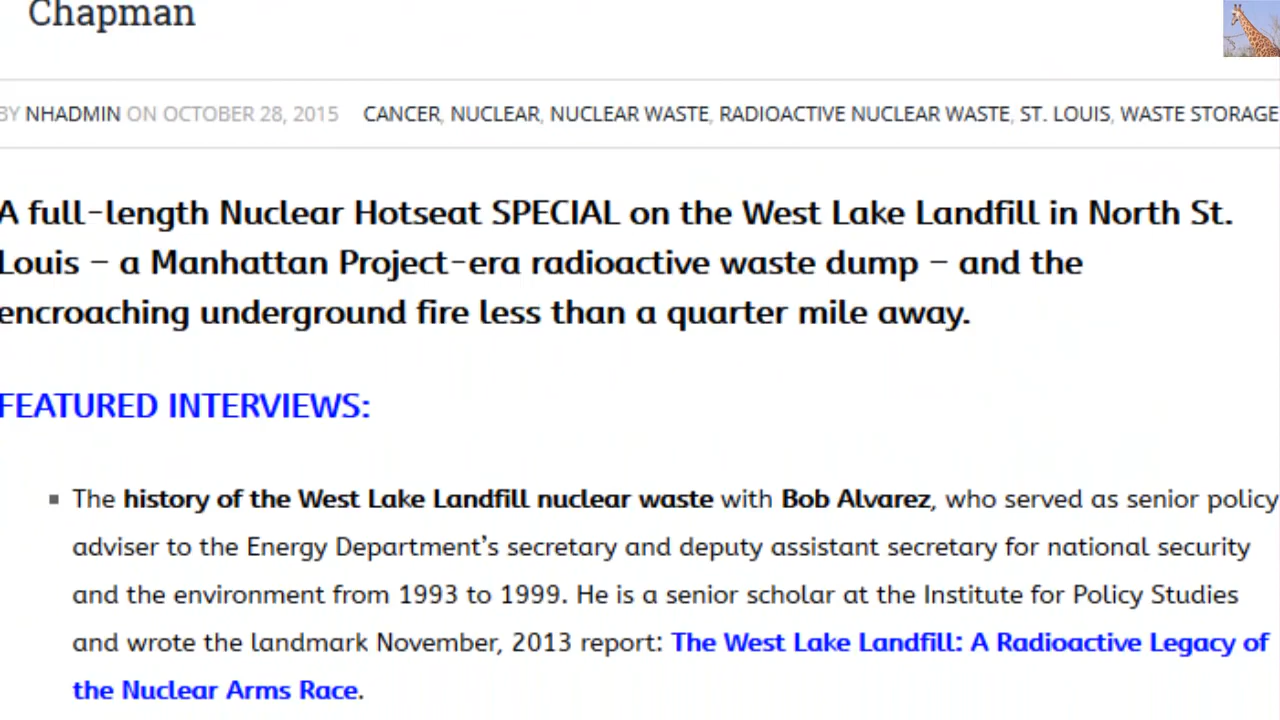 Chapman
BY NHADMIN ON OCTOBER 28, 2015 CANCER, NUCLEAR, NUCLEAR WASTE, RADIOACTIVE NUCLEAR WASTE, ST. LOUIS, WASTE STORAGE
A full-length Nuclear Hotseat SPECIAL on the West Lake Landfill in North St.
Louis – a Manhattan Project-era radioactive waste dump – and the
encroaching underground fire less than a quarter mile away.
FEATURED INTERVIEWS:
▪ The history of the West Lake Landfill nuclear waste with Bob Alvarez, who served as senior policy
adviser to the Energy Department’s secretary and deputy assistant secretary for national security
and the environment from 1993 to 1999. He is a senior scholar at the Institute for Policy Studies
and wrote the landmark November, 2013 report: The West Lake Landfill: A Radioactive Legacy of
the Nuclear Arms Race.